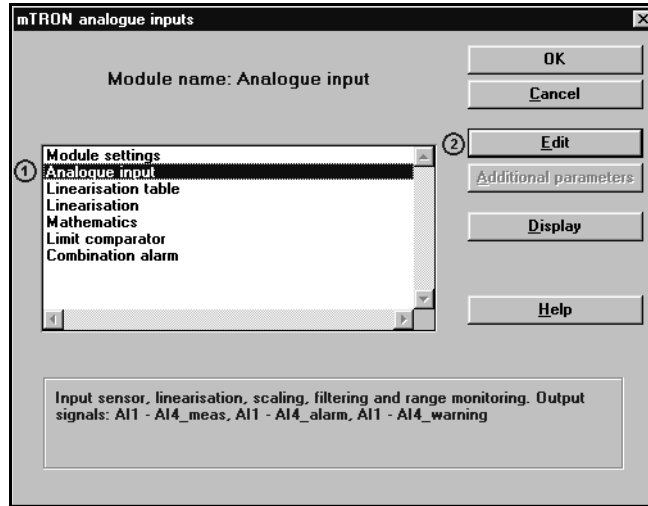 mTRON analogue inputs
Module name: Analogue input
OK
Cancel
① Module settings
Analogue input
Linearisation table
Linearisation
Mathematics
Limit comparator
Combination alarm
② Edit
Additional parameters
Display
Help
Input sensor, linearisation, scaling, filtering and range monitoring. Output
signals: AI1 - AI4_meas, AI1 - AI4_alarm, AI1 - AI4_warning